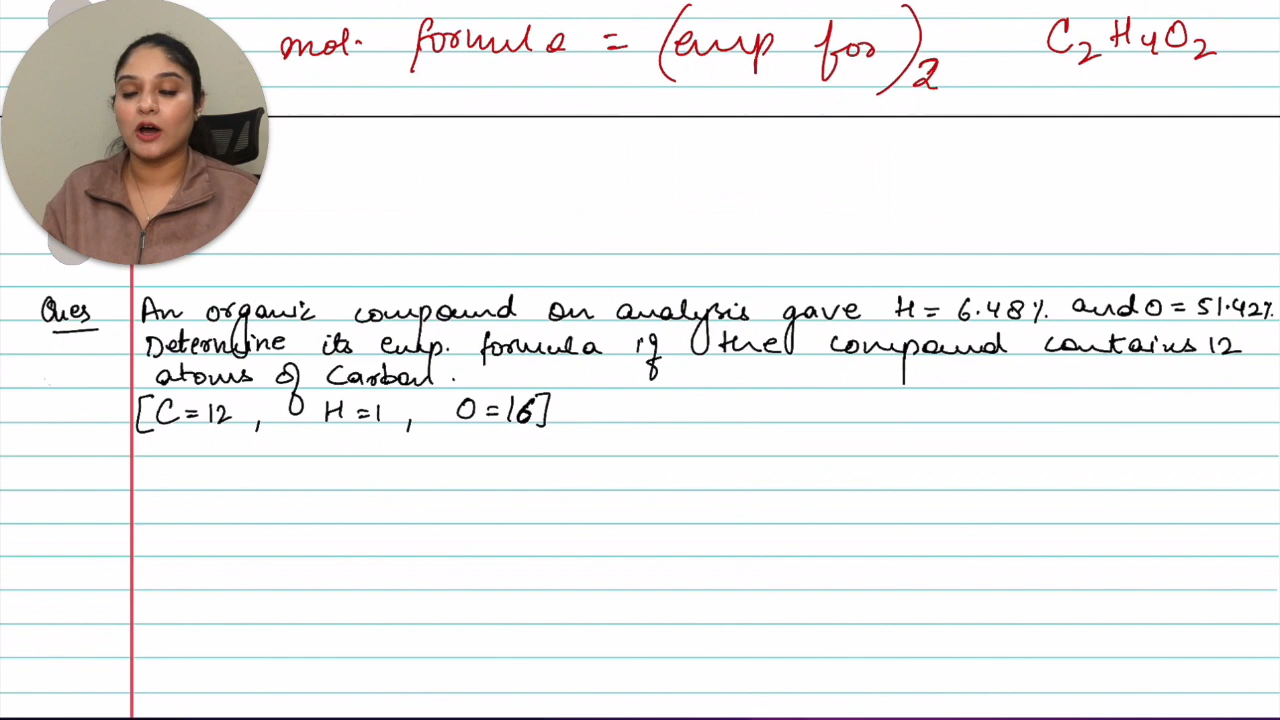 mol. formula = (emp for)₂ C₂H₄O₂
Ques An organic compound on analysis gave H = 6.48%. and O = 51.42%.
Determine its emp. formula if the compound contains 12
atoms of Carbon.
[C = 12, H = 1, O = 16]